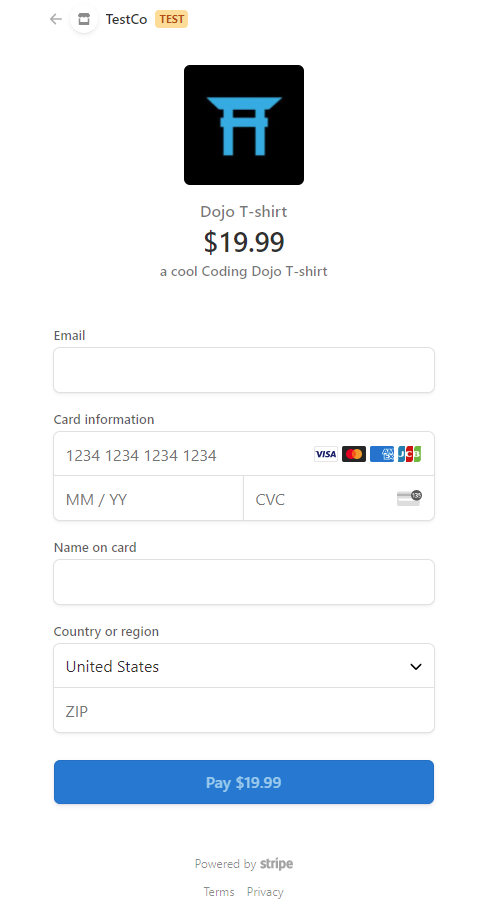 TestCo TEST
Dojo T-shirt
$19.99
a cool Coding Dojo T-shirt
Email
Card information
1234 1234 1234 1234 VISA JCB
MM / YY CVC 135
Name on card
Country or region
United States
ZIP
Pay $19.99
Powered by stripe
Terms Privacy